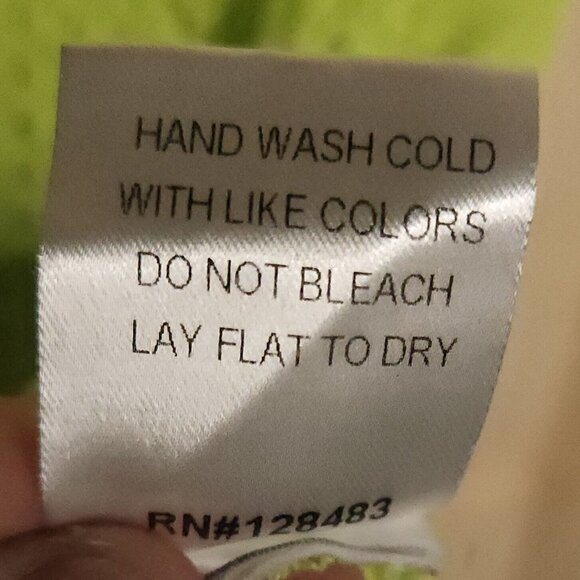 HAND WASH COLD
WITH LIKE COLORS
DO NOT BLEACH
LAY FLAT TO DRY
RN#128483